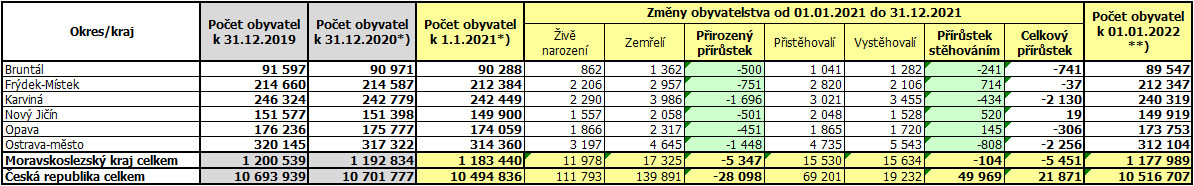 Okres/kraj Počet obyvatel k 31.12.2019 Počet obyvatel k 31.12.2020*) Počet obyvatel k 1.1.2021*) Změny obyvatelstva od 01.01.2021 do 31.12.2021 Počet obyvatel k 01.01.2022 **)
Živě narození Zemřelí Přirozený přírůstek Přistěhovalí Vystěhovalí Přírůstek stěhováním Celkový přírůstek
Bruntál 91 597 90 971 90 288 862 1 362 -500 1 041 1 282 -241 -741 89 547
Frýdek-Místek 214 660 214 587 212 384 2 206 2 957 -751 2 820 2 106 714 -37 212 347
Karviná 246 324 242 779 242 449 2 290 3 986 -1 696 3 021 3 455 -434 -2 130 240 319
Nový Jičín 151 577 151 398 149 900 1 557 2 058 -501 2 048 1 528 520 19 149 919
Opava 176 236 175 777 174 059 1 866 2 317 -451 1 865 1 720 145 -306 173 753
Ostrava-město 320 145 317 322 314 360 3 197 4 645 -1 448 4 735 5 543 -808 -2 256 312 104
Moravskoslezský kraj celkem 1 200 539 1 192 834 1 183 440 11 978 17 325 -5 347 15 530 15 634 -104 -5 451 1 177 989
Česká republika celkem 10 693 939 10 701 777 10 494 836 111 793 139 891 -28 098 69 201 19 232 49 969 21 871 10 516 707